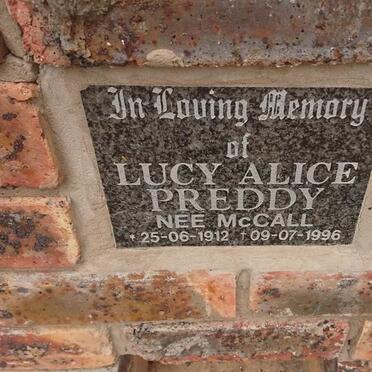 In Loving Memory
of
LUCY ALICE
PREDDY
NEE McCALL
* 25-06-1912 † 09-07-1996